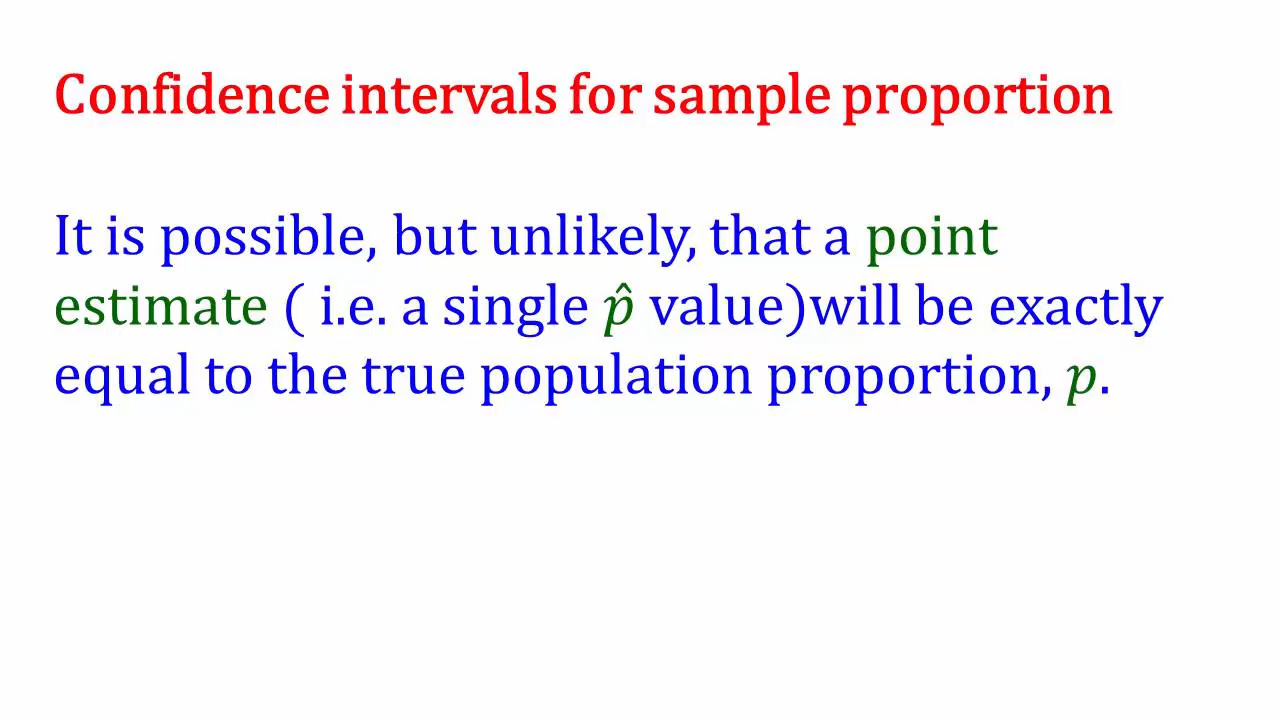 Confidence intervals for sample proportion
It is possible, but unlikely, that a point
estimate ( i.e. a single p̂ value)will be exactly
equal to the true population proportion, p.